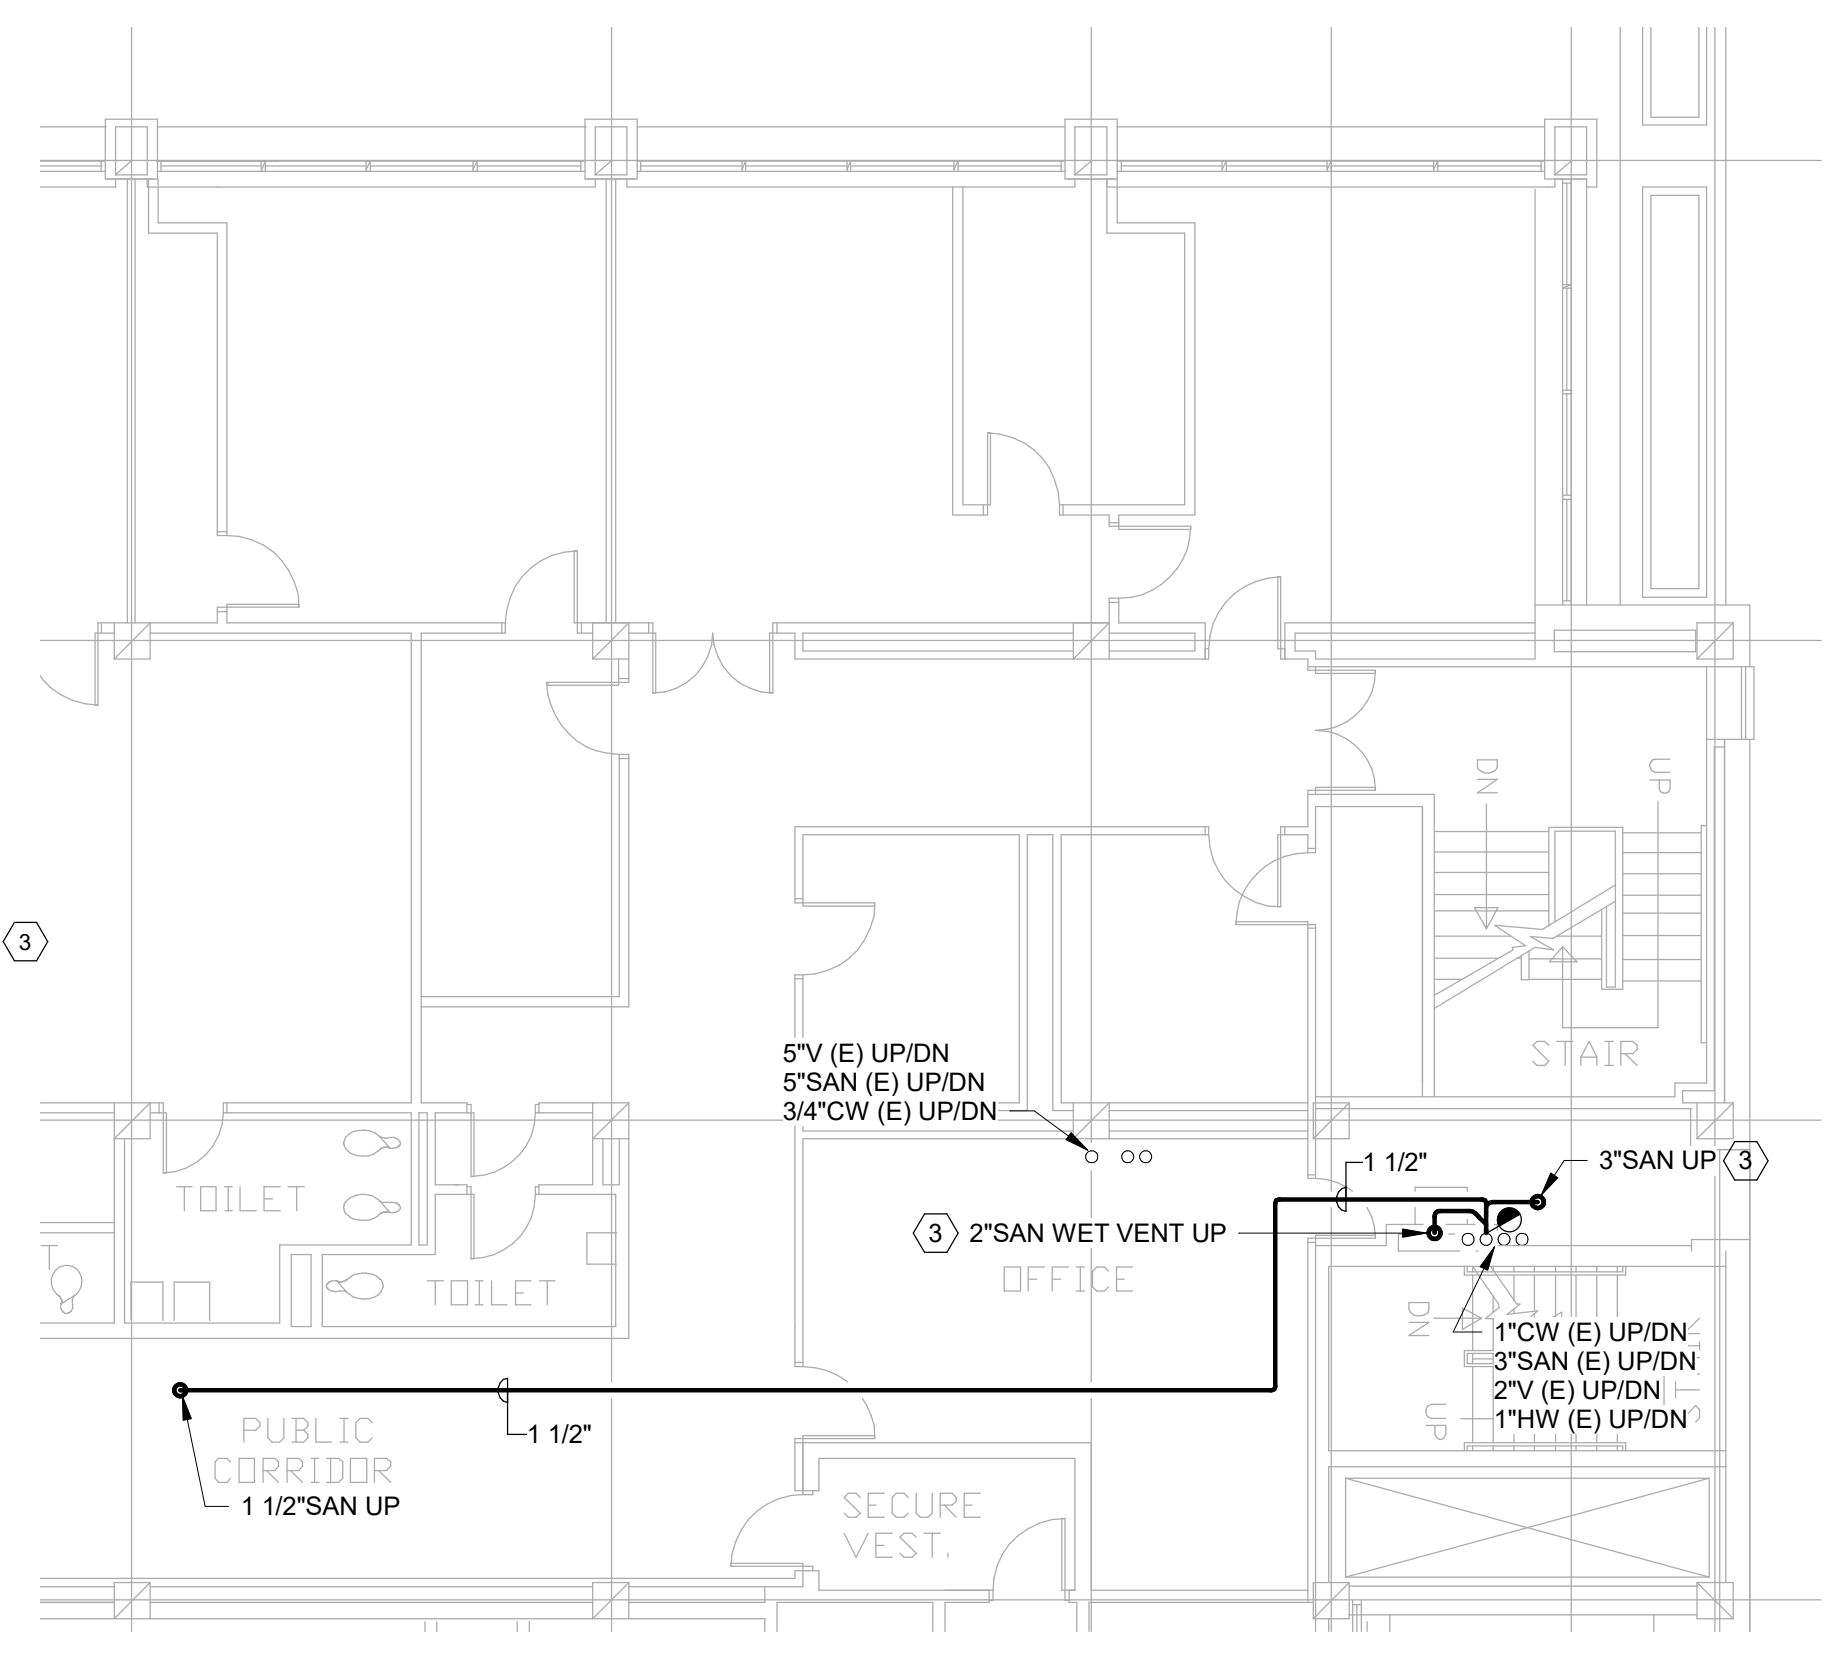 DN
UP
3
5"V (E) UP/DN
5"SAN (E) UP/DN
3/4"CW (E) UP/DN
STAIR
1 1/2"
3"SAN UP
3
TOILET
3
2"SAN WET VENT UP
T
TOILET
OFFICE
DN
1"CW (E) UP/DN
3"SAN (E) UP/DN
2"V (E) UP/DN
1"HW (E) UP/DN
UP
1 1/2"
PUBLIC
CORRIDOR
1 1/2"SAN UP
SECURE
VEST.